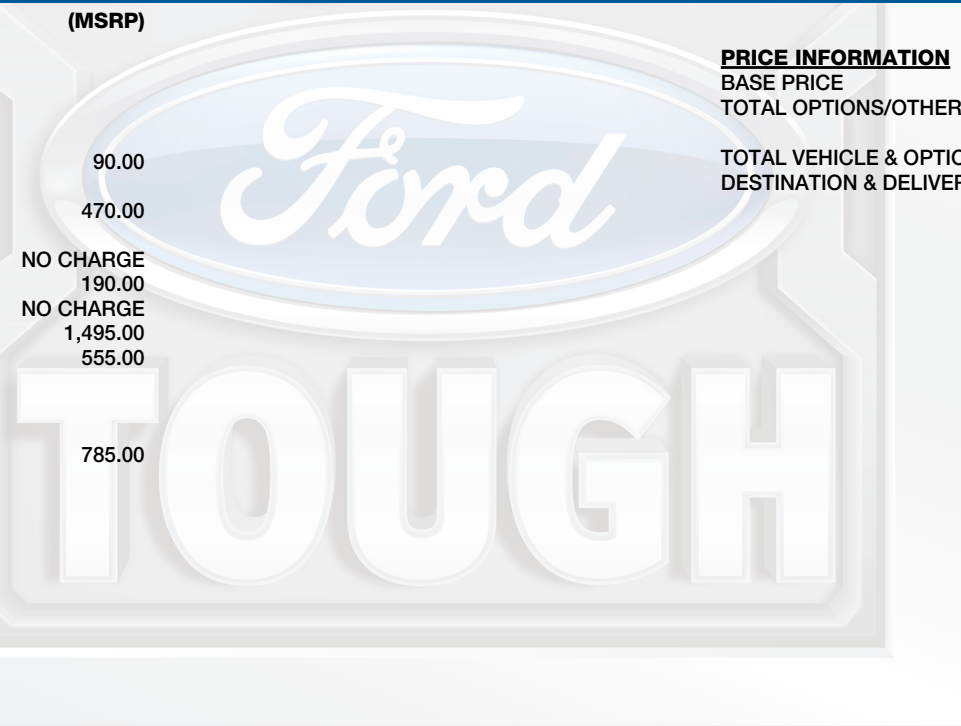 (MSRP)
90.00
470.00
NO CHARGE
190.00
NO CHARGE
1,495.00
555.00
785.00
PRICE INFORMATION
BASE PRICE
TOTAL OPTIONS/OTHER
TOTAL VEHICLE & OPTIO
DESTINATION & DELIVER
Ford
TOUGH